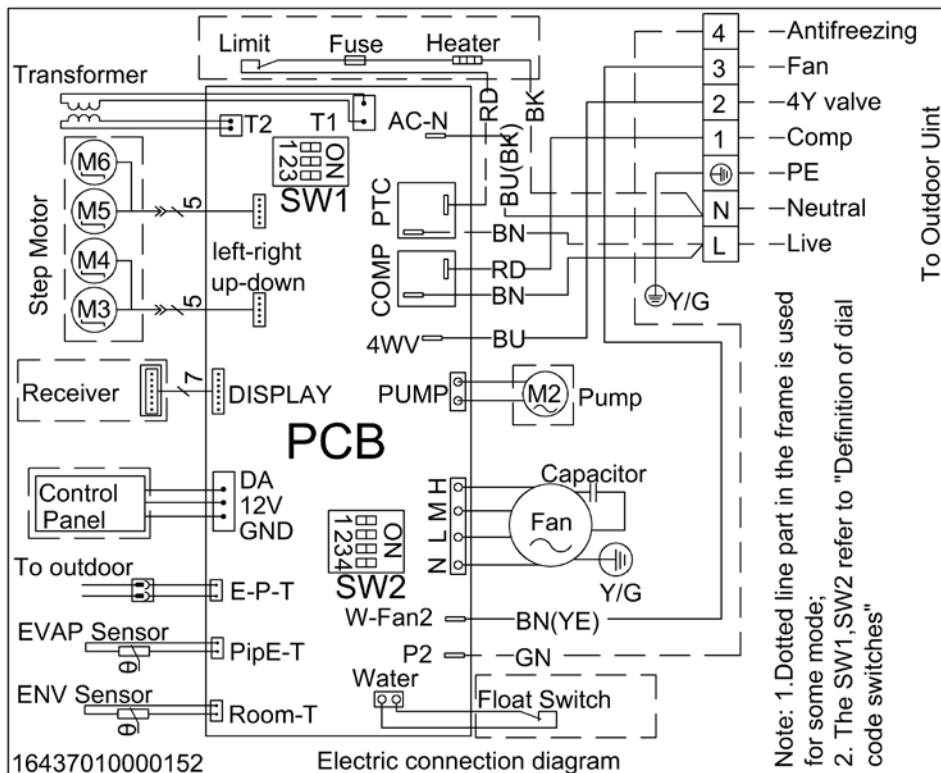 Limit
Fuse
Heater
Transformer
T2
T1
AC-N
RD
BK
BU(BK)
4
Antifreezing
3
Fan
2
4Y valve
1
Comp
PE
N
Neutral
L
Live
To Outdoor Uint
M6
M5
M4
M3
Step Motor
5
5
ON
123
SW1
left-right
up-down
PTC
COMP
BN
RD
BN
Y/G
4WV
BU
Receiver
7
DISPLAY
PUMP
M2
Pump
PCB
Control
Panel
DA
12V
GND
ON
1234
SW2
H
M
L
N
Fan
Capacitor
Y/G
To outdoor
E-P-T
W-Fan2
BN(YE)
EVAP Sensor
θ
PipE-T
P2
GN
ENV Sensor
θ
Room-T
Water
Float Switch
Note: 1.Dotted line part in the frame is used
for some mode;
2. The SW1,SW2 refer to "Definition of dial
code switches"
16437010000152
Electric connection diagram